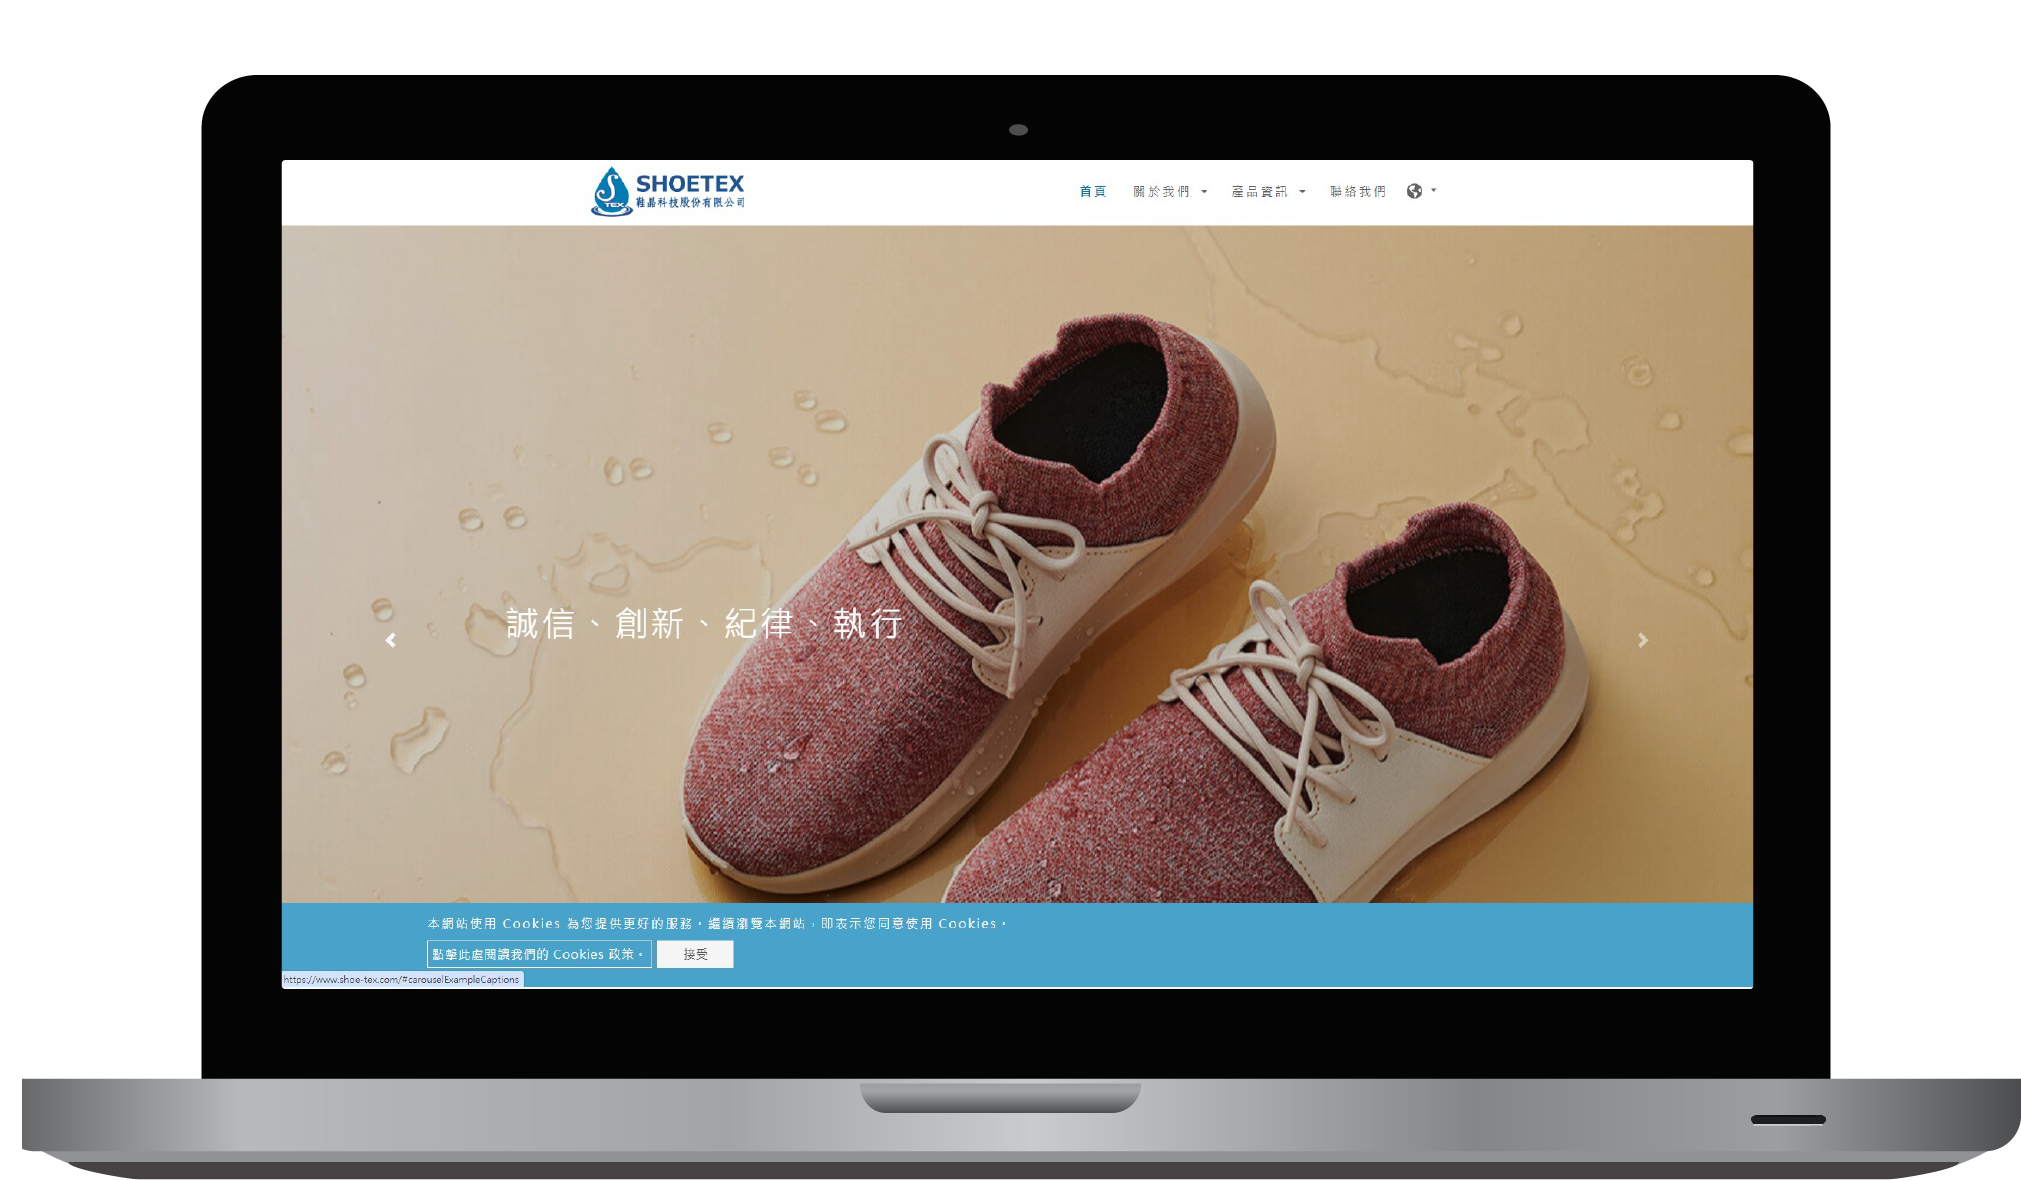 SHOETEX
鞋晶科技股份有限公司
S
TEX
首頁 關於我們 產品資訊 聯絡我們
誠信、創新、紀律、執行
本網站使用 Cookies 為您提供更好的服務。繼續瀏覽本網站，即表示您同意使用 Cookies。
點擊此處閱讀我們的 Cookies 政策。 接受
https://www.shoe-tex.com/#carouselExampleCaptions